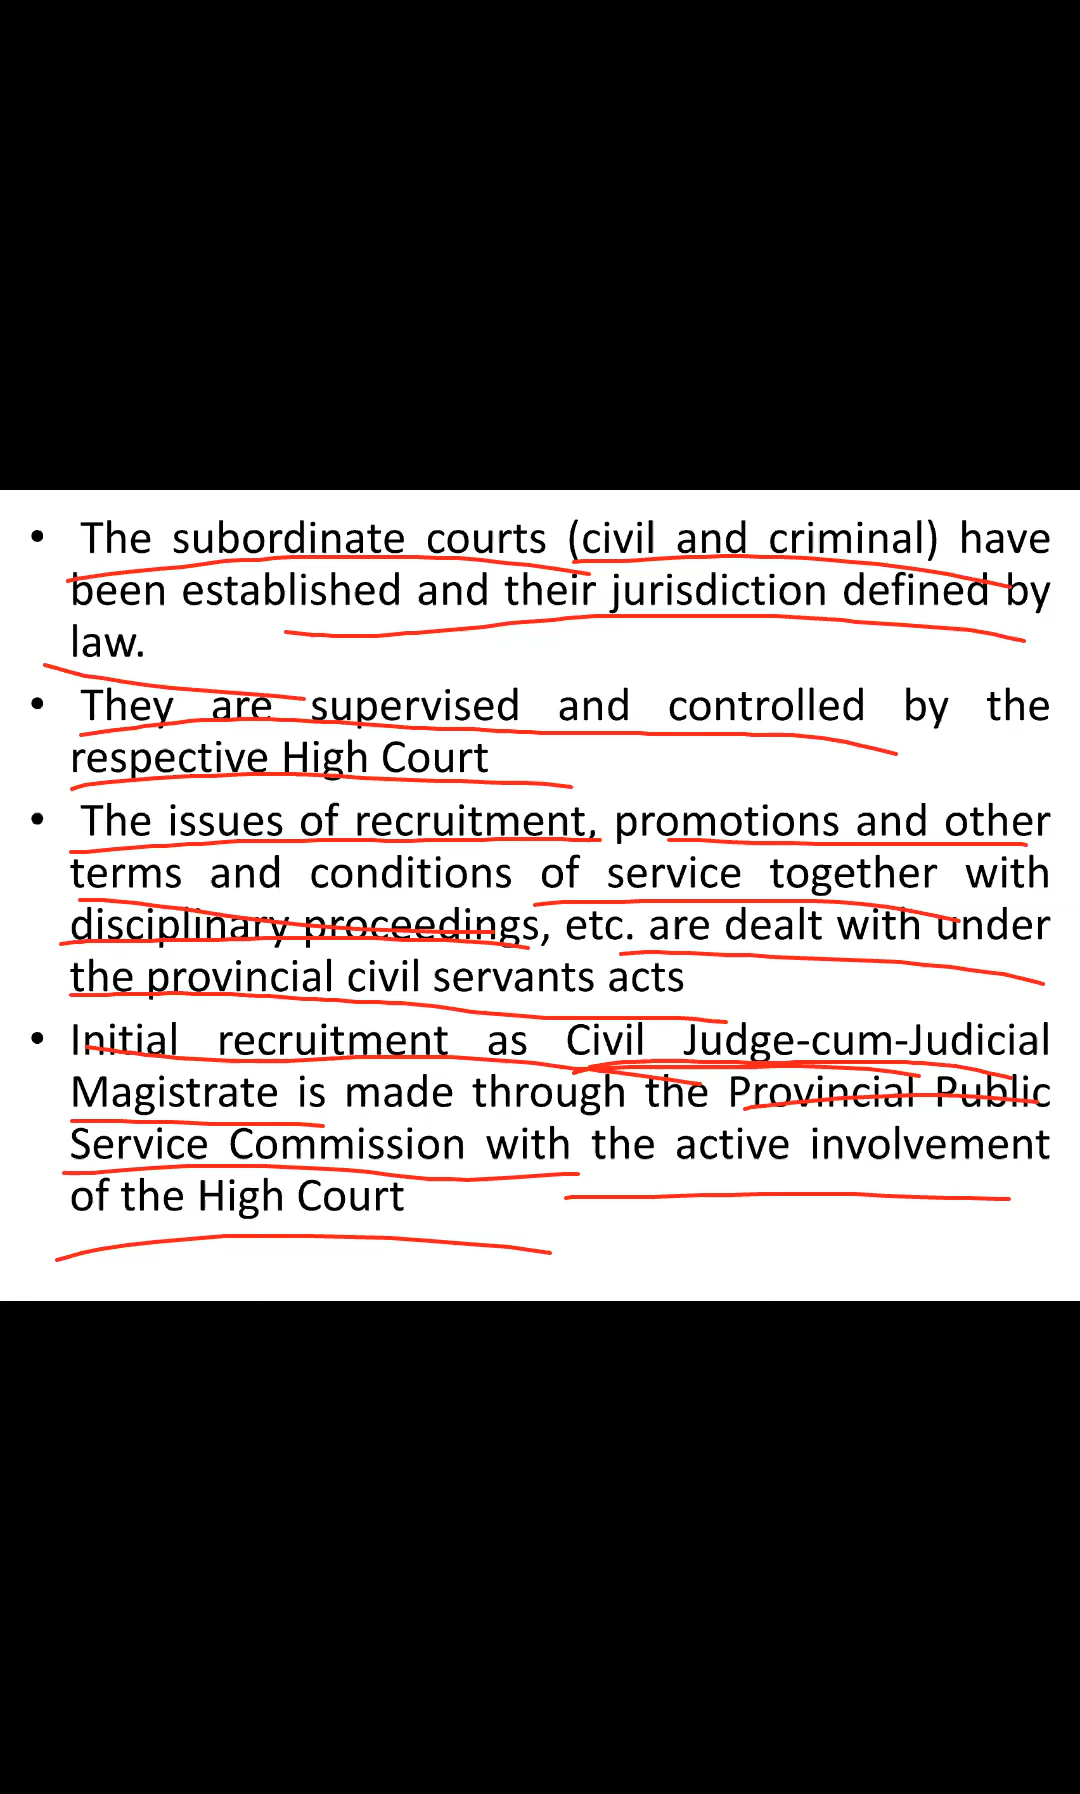 • The subordinate courts (civil and criminal) have
been established and their jurisdiction defined by
law.
• They are supervised and controlled by the
respective High Court
• The issues of recruitment, promotions and other
terms and conditions of service together with
disciplinary proceedings, etc. are dealt with under
the provincial civil servants acts
• Initial recruitment as Civil Judge-cum-Judicial
Magistrate is made through the Provincial Public
Service Commission with the active involvement
of the High Court